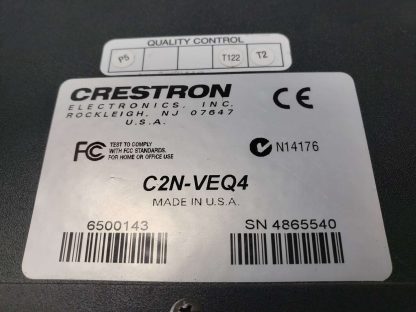 QUALITY CONTROL
P5 T122 T2
CRESTRON
ELECTRONICS, INC.
ROCKLEIGH, NJ 07647
U.S.A.
CE
FC TEST TO COMPLY
WITH FCC STANDARDS.
FOR HOME OR OFFICE USE
N14176
C2N-VEQ4
MADE IN U.S.A.
6500143 SN 4865540